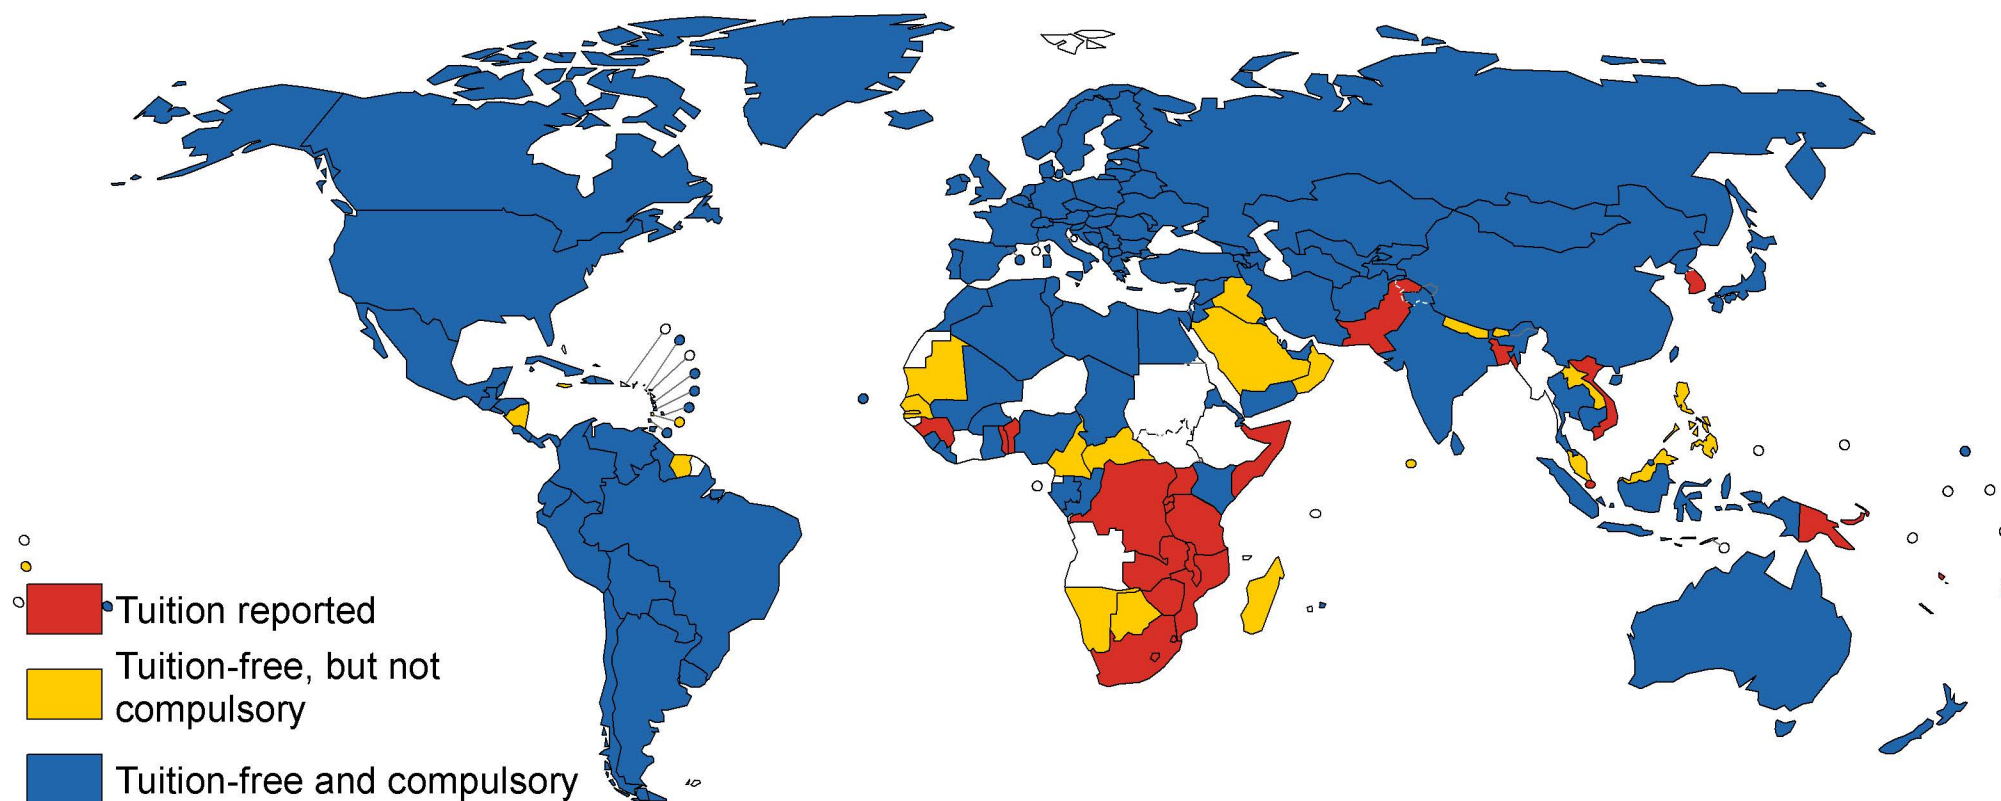 Tuition reported
Tuition-free, but not
compulsory
Tuition-free and compulsory